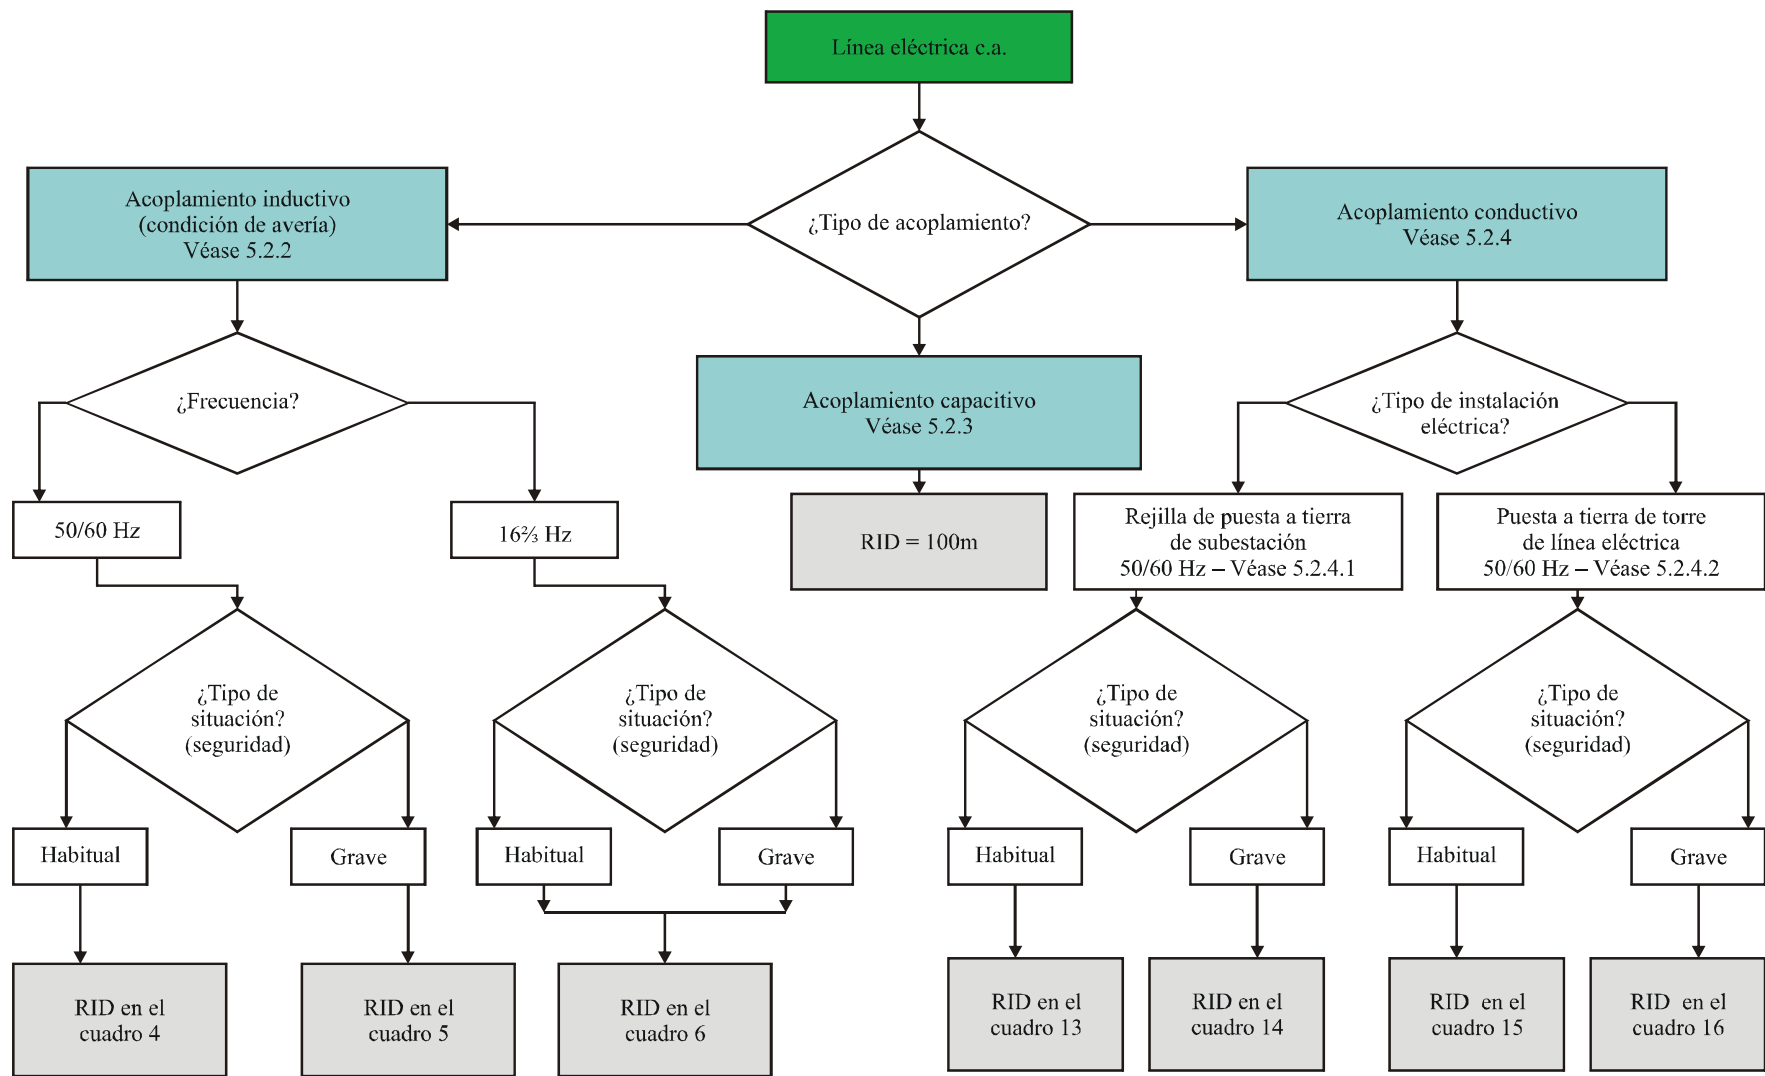 Línea eléctrica c.a.
Acoplamiento inductivo
(condición de avería)
Véase 5.2.2
¿Tipo de acoplamiento?
Acoplamiento conductivo
Véase 5.2.4
¿Frecuencia?
Acoplamiento capacitivo
Véase 5.2.3
¿Tipo de instalación
eléctrica?
50/60 Hz
16⅔ Hz
RID = 100m
Rejilla de puesta a tierra
de subestación
50/60 Hz – Véase 5.2.4.1
Puesta a tierra de torre
de línea eléctrica
50/60 Hz – Véase 5.2.4.2
¿Tipo de
situación?
(seguridad)
¿Tipo de
situación?
(seguridad)
¿Tipo de
situación?
(seguridad)
¿Tipo de
situación?
(seguridad)
Habitual
Grave
Habitual
Grave
Habitual
Grave
Habitual
Grave
RID en el
cuadro 4
RID en el
cuadro 5
RID en el
cuadro 6
RID en el
cuadro 13
RID en el
cuadro 14
RID en el
cuadro 15
RID en el
cuadro 16